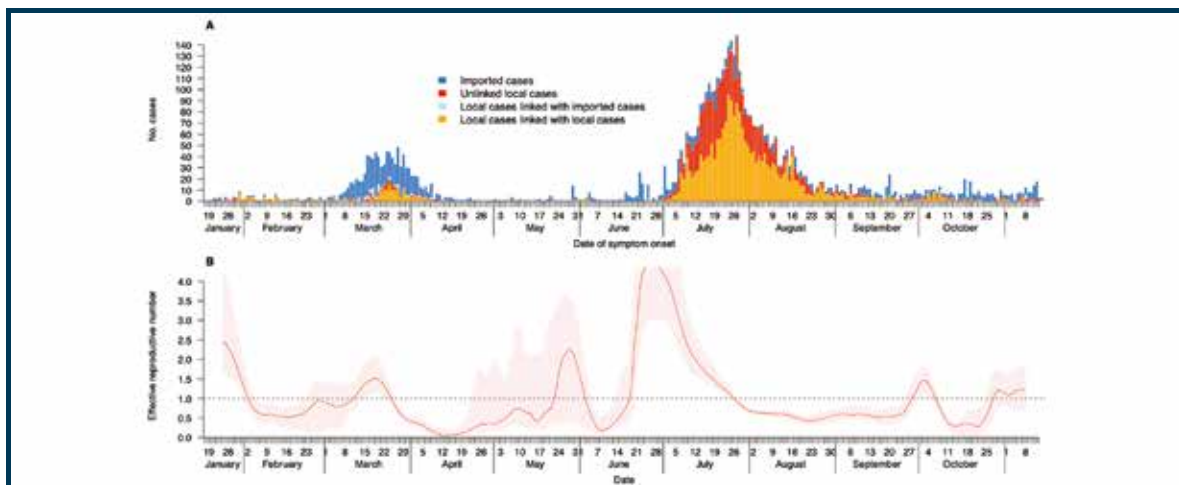 A
140
130
120
110
100
90
80
70
60
50
40
30
20
10
0
No. cases
Imported cases
Unlinked local cases
Local cases linked with imported cases
Local cases linked with local cases
19 26 2 9 16 23 1 8 15 22 29 5 12 19 26 3 10 17 24 31 7 14 21 28 5 12 19 26 2 9 16 23 30 6 13 20 27 4 11 18 25 1 8
January February March April May June July August September October
Date of symptom onset
B
4.0
3.5
3.0
2.5
2.0
1.5
1.0
0.5
0.0
Effective reproductive number
19 26 2 9 16 23 1 8 15 22 29 5 12 19 26 3 10 17 24 31 7 14 21 28 5 12 19 26 2 9 16 23 30 6 13 20 27 4 11 18 25 1 8
January February March April May June July August September October
Date